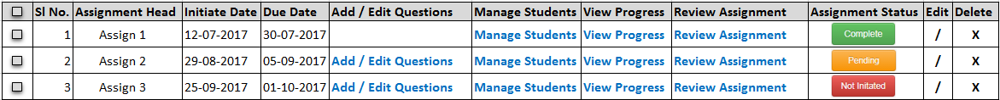 Sl No. Assignment Head Initiate Date Due Date Add / Edit Questions Manage Students View Progress Review Assignment Assignment Status Edit Delete
1 Assign 1 12-07-2017 30-07-2017 Manage Students View Progress Review Assignment Complete / X
2 Assign 2 29-08-2017 05-09-2017 Add / Edit Questions Manage Students View Progress Review Assignment Pending / X
3 Assign 3 25-09-2017 01-10-2017 Add / Edit Questions Manage Students View Progress Review Assignment Not Initated / X